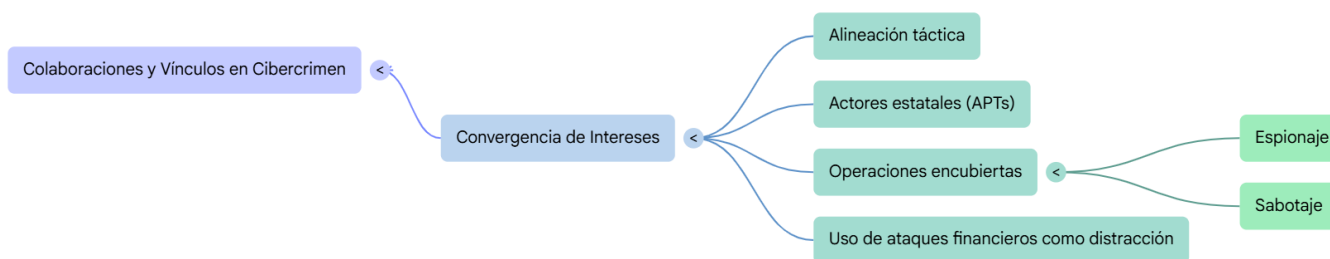 Colaboraciones y Vínculos en Cibercrimen
<
Convergencia de Intereses
<
Alineación táctica
Actores estatales (APTs)
Operaciones encubiertas
<
Espionaje
Sabotaje
Uso de ataques financieros como distracción